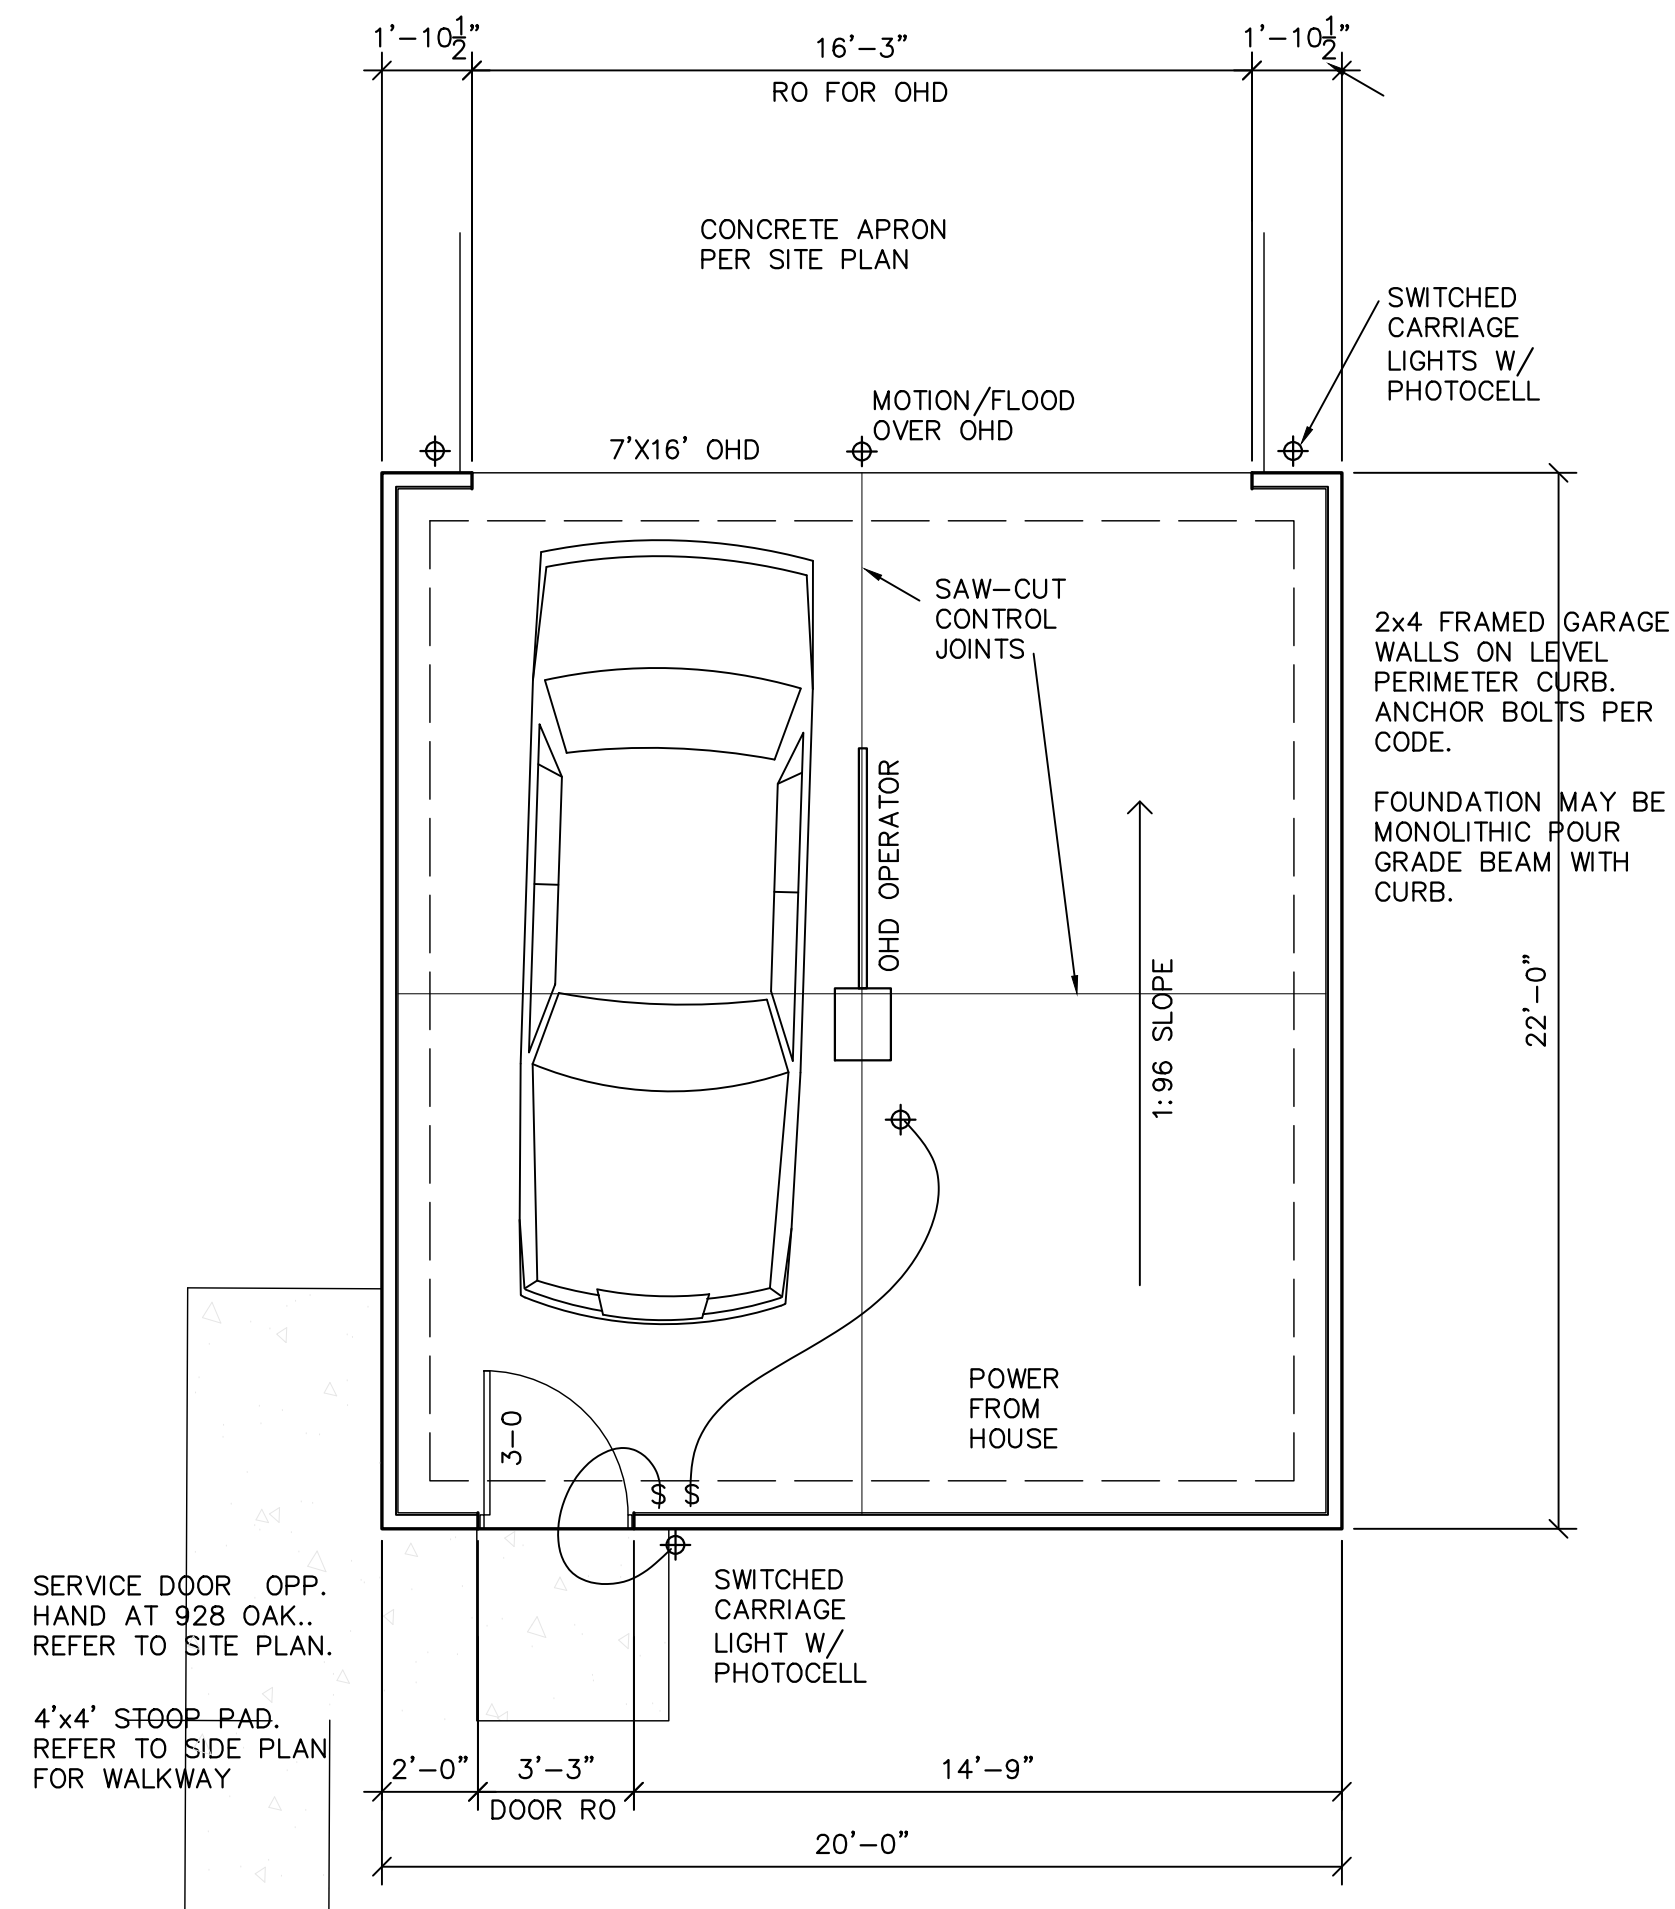 1'-10½"
16'-3"
1'-10½"
RO FOR OHD
CONCRETE APRON
PER SITE PLAN
SWITCHED
CARRIAGE
LIGHTS W/
PHOTOCELL
MOTION/FLOOD
OVER OHD
7'X16' OHD
SAW-CUT
CONTROL
JOINTS
2x4 FRAMED GARAGE
WALLS ON LEVEL
PERIMETER CURB.
ANCHOR BOLTS PER
CODE.
FOUNDATION MAY BE
MONOLITHIC POUR
GRADE BEAM WITH
CURB.
OHD OPERATOR
1:96 SLOPE
22'-0"
POWER
FROM
HOUSE
3-0
$ $
SWITCHED
CARRIAGE
LIGHT W/
PHOTOCELL
SERVICE DOOR OPP.
HAND AT 928 OAK..
REFER TO SITE PLAN.
4'x4' STOOP PAD.
REFER TO SIDE PLAN
FOR WALKWAY
2'-0"
3'-3"
14'-9"
DOOR RO
20'-0"